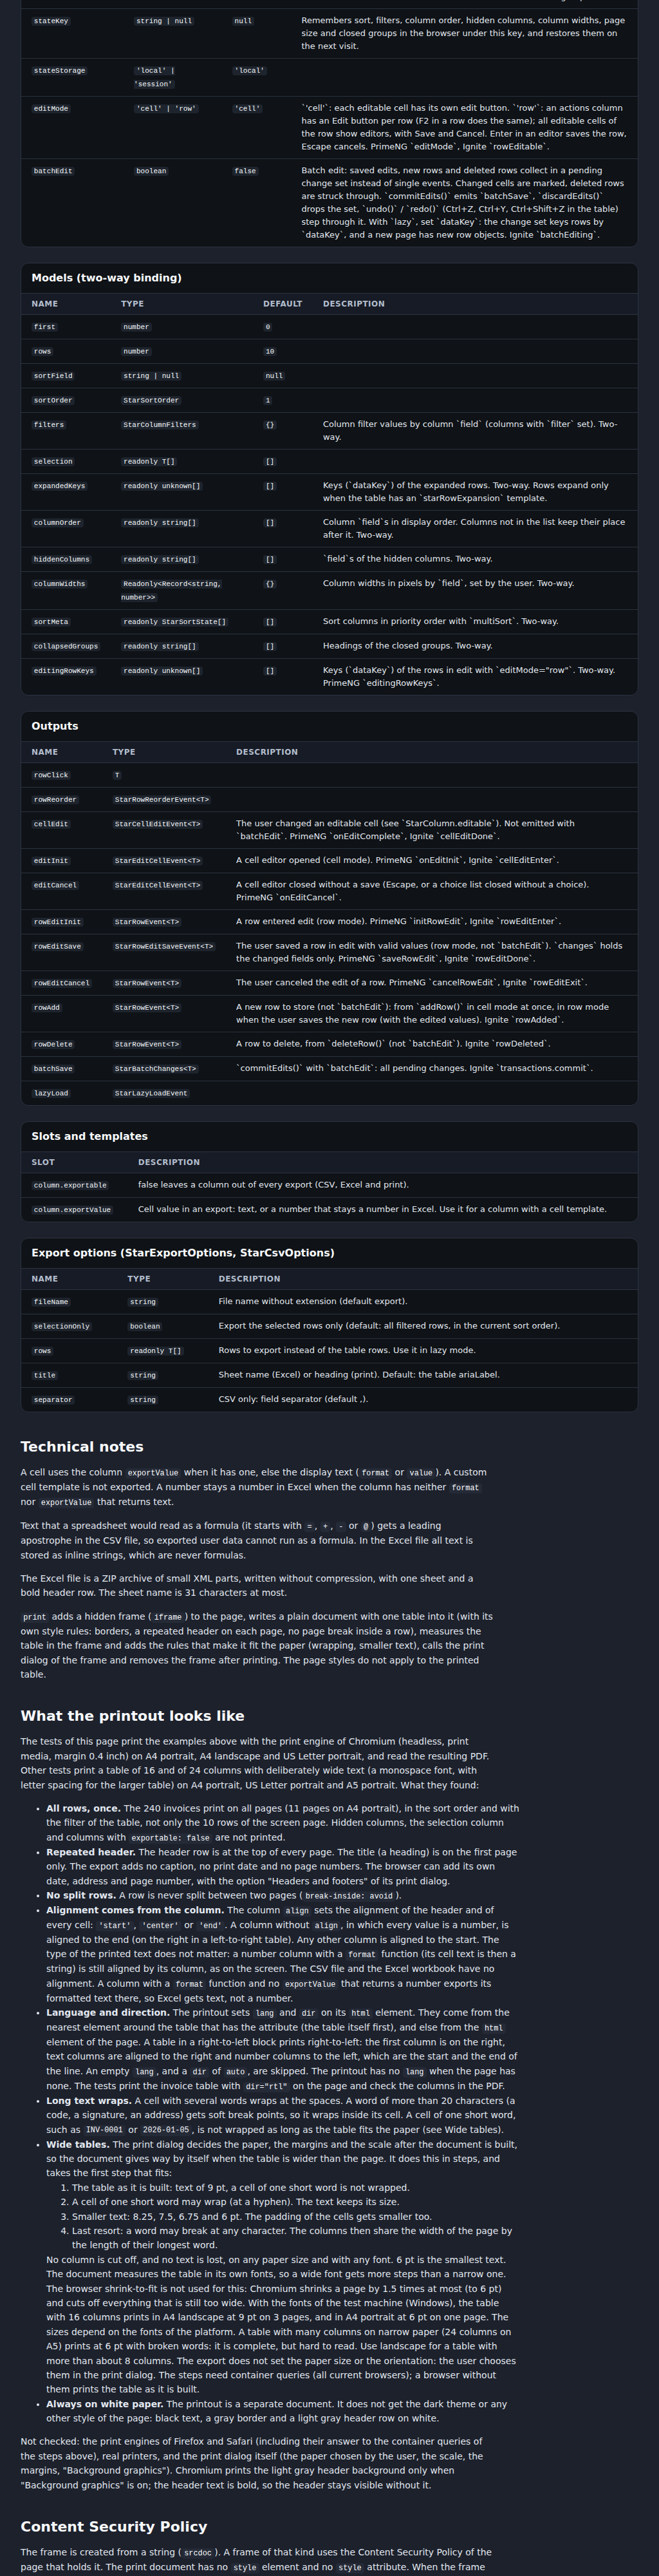 stateKey string | null null Remembers sort, filters, column order, hidden columns, column widths, page
size and closed groups in the browser under this key, and restores them on
the next visit.
stateStorage 'local' | 'local'
'session'
editMode 'cell' | 'row' 'cell' `'cell'`: each editable cell has its own edit button. `'row'`: an actions column
has an Edit button per row (F2 in a row does the same); all editable cells of
the row show editors, with Save and Cancel. Enter in an editor saves the row,
Escape cancels. PrimeNG `editMode`, Ignite `rowEditable`.
batchEdit boolean false Batch edit: saved edits, new rows and deleted rows collect in a pending
change set instead of single events. Changed cells are marked, deleted rows
are struck through. `commitEdits()` emits `batchSave`, `discardEdits()`
drops the set, `undo()` / `redo()` (Ctrl+Z, Ctrl+Y, Ctrl+Shift+Z in the table)
step through it. With `lazy`, set `dataKey`: the change set keys rows by
`dataKey`, and a new page has new row objects. Ignite `batchEditing`.
Models (two-way binding)
NAME TYPE DEFAULT DESCRIPTION
first number 0
rows number 10
sortField string | null null
sortOrder StarSortOrder 1
filters StarColumnFilters {} Column filter values by column `field` (columns with `filter` set). Two-
way.
selection readonly T[] []
expandedKeys readonly unknown[] [] Keys (`dataKey`) of the expanded rows. Two-way. Rows expand only
when the table has an `starRowExpansion` template.
columnOrder readonly string[] [] Column `field`s in display order. Columns not in the list keep their place
after it. Two-way.
hiddenColumns readonly string[] [] `field`s of the hidden columns. Two-way.
columnWidths Readonly<Record<string, {} Column widths in pixels by `field`, set by the user. Two-way.
number>>
sortMeta readonly StarSortState[] [] Sort columns in priority order with `multiSort`. Two-way.
collapsedGroups readonly string[] [] Headings of the closed groups. Two-way.
editingRowKeys readonly unknown[] [] Keys (`dataKey`) of the rows in edit with `editMode="row"`. Two-way.
PrimeNG `editingRowKeys`.
Outputs
NAME TYPE DESCRIPTION
rowClick T
rowReorder StarRowReorderEvent<T>
cellEdit StarCellEditEvent<T> The user changed an editable cell (see `StarColumn.editable`). Not emitted with
`batchEdit`. PrimeNG `onEditComplete`, Ignite `cellEditDone`.
editInit StarEditCellEvent<T> A cell editor opened (cell mode). PrimeNG `onEditInit`, Ignite `cellEditEnter`.
editCancel StarEditCellEvent<T> A cell editor closed without a save (Escape, or a choice list closed without a choice).
PrimeNG `onEditCancel`.
rowEditInit StarRowEvent<T> A row entered edit (row mode). PrimeNG `initRowEdit`, Ignite `rowEditEnter`.
rowEditSave StarRowEditSaveEvent<T> The user saved a row in edit with valid values (row mode, not `batchEdit`). `changes` holds
the changed fields only. PrimeNG `saveRowEdit`, Ignite `rowEditDone`.
rowEditCancel StarRowEvent<T> The user canceled the edit of a row. PrimeNG `cancelRowEdit`, Ignite `rowEditExit`.
rowAdd StarRowEvent<T> A new row to store (not `batchEdit`): from `addRow()` in cell mode at once, in row mode
when the user saves the new row (with the edited values). Ignite `rowAdded`.
rowDelete StarRowEvent<T> A row to delete, from `deleteRow()` (not `batchEdit`). Ignite `rowDeleted`.
batchSave StarBatchChanges<T> `commitEdits()` with `batchEdit`: all pending changes. Ignite `transactions.commit`.
lazyLoad StarLazyLoadEvent
Slots and templates
SLOT DESCRIPTION
column.exportable false leaves a column out of every export (CSV, Excel and print).
column.exportValue Cell value in an export: text, or a number that stays a number in Excel. Use it for a column with a cell template.
Export options (StarExportOptions, StarCsvOptions)
NAME TYPE DESCRIPTION
fileName string File name without extension (default export).
selectionOnly boolean Export the selected rows only (default: all filtered rows, in the current sort order).
rows readonly T[] Rows to export instead of the table rows. Use it in lazy mode.
title string Sheet name (Excel) or heading (print). Default: the table ariaLabel.
separator string CSV only: field separator (default ,).
Technical notes
A cell uses the column exportValue when it has one, else the display text ( format or value ). A custom
cell template is not exported. A number stays a number in Excel when the column has neither format
nor exportValue that returns text.
Text that a spreadsheet would read as a formula (it starts with = , + , - or @ ) gets a leading
apostrophe in the CSV file, so exported user data cannot run as a formula. In the Excel file all text is
stored as inline strings, which are never formulas.
The Excel file is a ZIP archive of small XML parts, written without compression, with one sheet and a
bold header row. The sheet name is 31 characters at most.
print adds a hidden frame ( iframe ) to the page, writes a plain document with one table into it (with its
own style rules: borders, a repeated header on each page, no page break inside a row), measures the
table in the frame and adds the rules that make it fit the paper (wrapping, smaller text), calls the print
dialog of the frame and removes the frame after printing. The page styles do not apply to the printed
table.
What the printout looks like
The tests of this page print the examples above with the print engine of Chromium (headless, print
media, margin 0.4 inch) on A4 portrait, A4 landscape and US Letter portrait, and read the resulting PDF.
Other tests print a table of 16 and of 24 columns with deliberately wide text (a monospace font, with
letter spacing for the larger table) on A4 portrait, US Letter portrait and A5 portrait. What they found:
• All rows, once. The 240 invoices print on all pages (11 pages on A4 portrait), in the sort order and with
the filter of the table, not only the 10 rows of the screen page. Hidden columns, the selection column
and columns with exportable: false are not printed.
• Repeated header. The header row is at the top of every page. The title (a heading) is on the first page
only. The export adds no caption, no print date and no page numbers. The browser can add its own
date, address and page number, with the option "Headers and footers" of its print dialog.
• No split rows. A row is never split between two pages ( break-inside: avoid ).
• Alignment comes from the column. The column align sets the alignment of the header and of
every cell: 'start' , 'center' or 'end' . A column without align , in which every value is a number, is
aligned to the end (on the right in a left-to-right table). Any other column is aligned to the start. The
type of the printed text does not matter: a number column with a format function (its cell text is then a
string) is still aligned by its column, as on the screen. The CSV file and the Excel workbook have no
alignment. A column with a format function and no exportValue that returns a number exports its
formatted text there, so Excel gets text, not a number.
• Language and direction. The printout sets lang and dir on its html element. They come from the
nearest element around the table that has the attribute (the table itself first), and else from the html
element of the page. A table in a right-to-left block prints right-to-left: the first column is on the right,
text columns are aligned to the right and number columns to the left, which are the start and the end of
the line. An empty lang , and a dir of auto , are skipped. The printout has no lang when the page has
none. The tests print the invoice table with dir="rtl" on the page and check the columns in the PDF.
• Long text wraps. A cell with several words wraps at the spaces. A word of more than 20 characters (a
code, a signature, an address) gets soft break points, so it wraps inside its cell. A cell of one short word,
such as INV-0001 or 2026-01-05 , is not wrapped as long as the table fits the paper (see Wide tables).
• Wide tables. The print dialog decides the paper, the margins and the scale after the document is built,
so the document gives way by itself when the table is wider than the page. It does this in steps, and
takes the first step that fits:
1. The table as it is built: text of 9 pt, a cell of one short word is not wrapped.
2. A cell of one short word may wrap (at a hyphen). The text keeps its size.
3. Smaller text: 8.25, 7.5, 6.75 and 6 pt. The padding of the cells gets smaller too.
4. Last resort: a word may break at any character. The columns then share the width of the page by
the length of their longest word.
No column is cut off, and no text is lost, on any paper size and with any font. 6 pt is the smallest text.
The document measures the table in its own fonts, so a wide font gets more steps than a narrow one.
The browser shrink-to-fit is not used for this: Chromium shrinks a page by 1.5 times at most (to 6 pt)
and cuts off everything that is still too wide. With the fonts of the test machine (Windows), the table
with 16 columns prints in A4 landscape at 9 pt on 3 pages, and in A4 portrait at 6 pt on one page. The
sizes depend on the fonts of the platform. A table with many columns on narrow paper (24 columns on
A5) prints at 6 pt with broken words: it is complete, but hard to read. Use landscape for a table with
more than about 8 columns. The export does not set the paper size or the orientation: the user chooses
them in the print dialog. The steps need container queries (all current browsers); a browser without
them prints the table as it is built.
• Always on white paper. The printout is a separate document. It does not get the dark theme or any
other style of the page: black text, a gray border and a light gray header row on white.
Not checked: the print engines of Firefox and Safari (including their answer to the container queries of
the steps above), real printers, and the print dialog itself (the paper chosen by the user, the scale, the
margins, "Background graphics"). Chromium prints the light gray header background only when
"Background graphics" is on; the header text is bold, so the header stays visible without it.
Content Security Policy
The frame is created from a string ( srcdoc ). A frame of that kind uses the Content Security Policy of the
page that holds it. The print document has no style element and no style attribute. When the frame